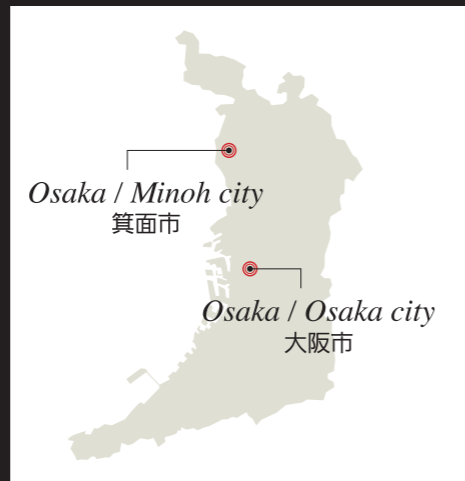 Osaka / Minoh city
箕面市
Osaka / Osaka city
大阪市